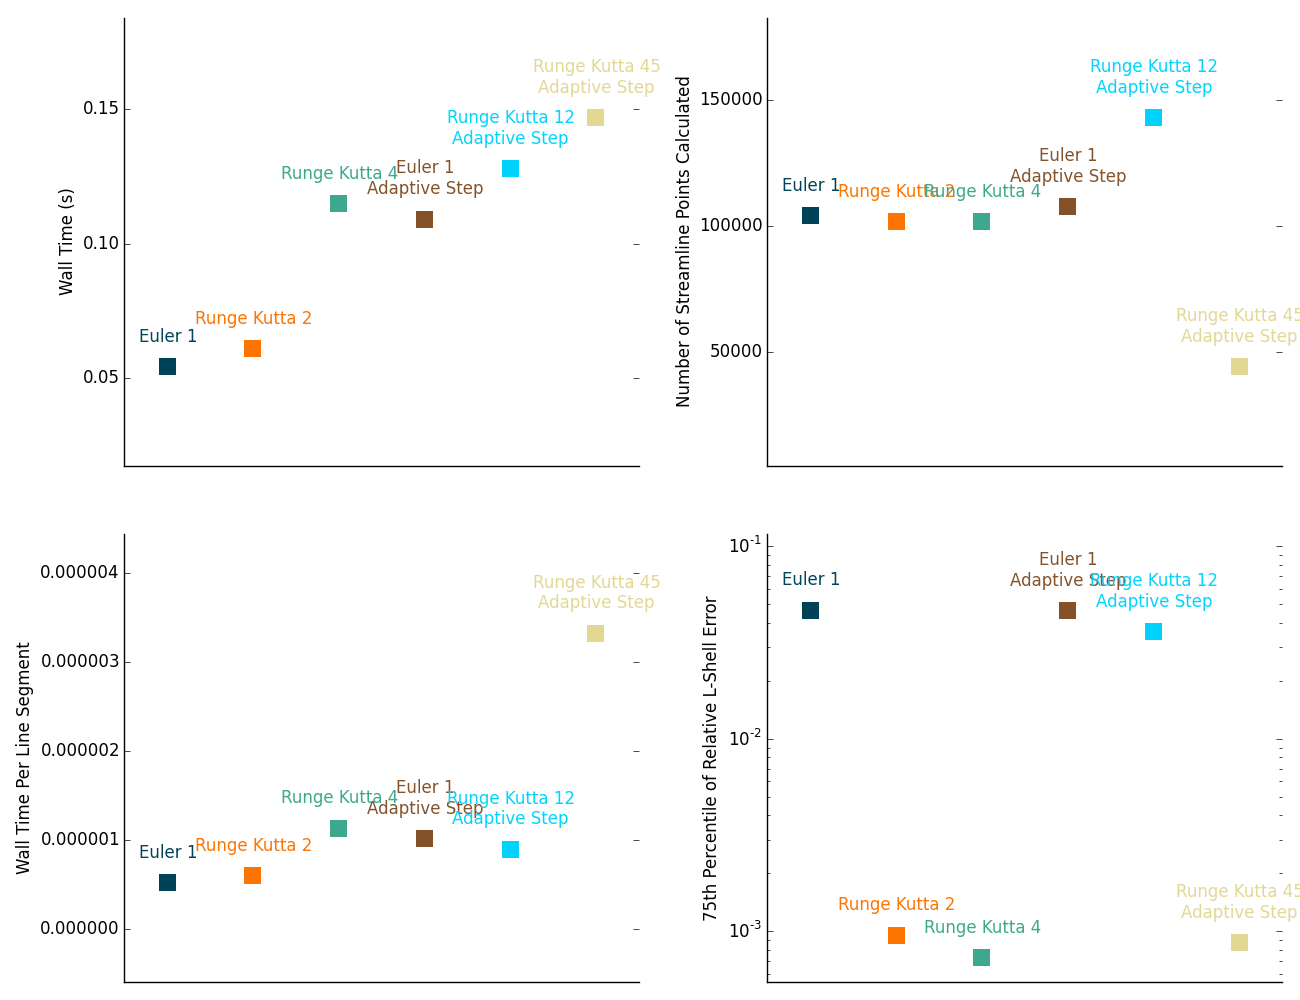 Wall Time (s)
0.15
0.10
0.05
Euler 1
Runge Kutta 2
Runge Kutta 4
Euler 1
Adaptive Step
Runge Kutta 12
Adaptive Step
Runge Kutta 45
Adaptive Step
Number of Streamline Points Calculated
150000
100000
50000
Euler 1
Runge Kutta 2
Runge Kutta 4
Euler 1
Adaptive Step
Runge Kutta 12
Adaptive Step
Runge Kutta 45
Adaptive Step
Wall Time Per Line Segment
0.000004
0.000003
0.000002
0.000001
0.000000
Euler 1
Runge Kutta 2
Runge Kutta 4
Euler 1
Adaptive Step
Runge Kutta 12
Adaptive Step
Runge Kutta 45
Adaptive Step
75th Percentile of Relative L-Shell Error
10⁻¹
10⁻²
10⁻³
Euler 1
Runge Kutta 2
Runge Kutta 4
Euler 1
Adaptive Step
Runge Kutta 12
Adaptive Step
Runge Kutta 45
Adaptive Step